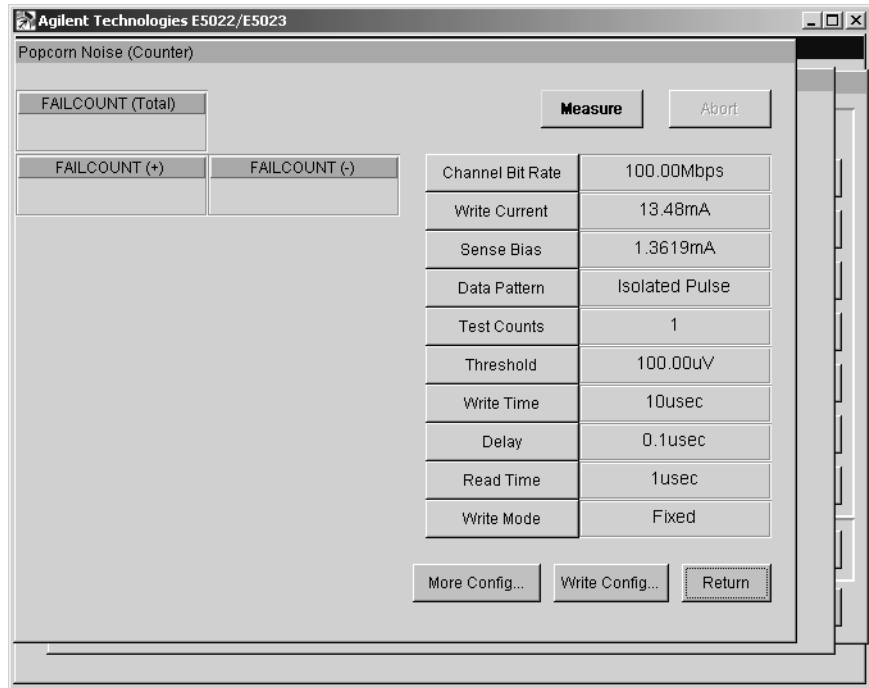 Agilent Technologies E5022/E5023
Popcorn Noise (Counter)
FAILCOUNT (Total)
Measure Abort
FAILCOUNT (+) FAILCOUNT (-)
Channel Bit Rate 100.00Mbps
Write Current 13.48mA
Sense Bias 1.3619mA
Data Pattern Isolated Pulse
Test Counts 1
Threshold 100.00uV
Write Time 10usec
Delay 0.1usec
Read Time 1usec
Write Mode Fixed
More Config... Write Config... Return